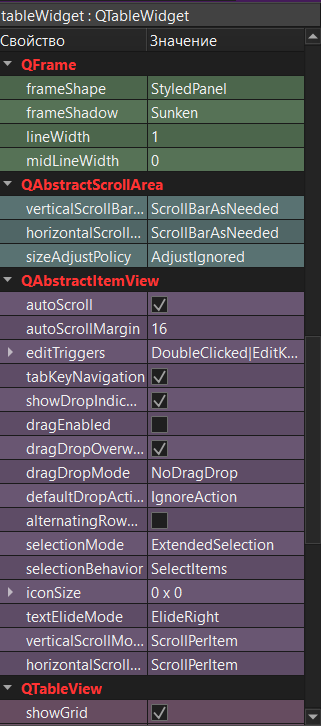 tableWidget : QTableWidget
Свойство Значение
QFrame
frameShape StyledPanel
frameShadow Sunken
lineWidth 1
midLineWidth 0
QAbstractScrollArea
verticalScrollBar... ScrollBarAsNeeded
horizontalScroll... ScrollBarAsNeeded
sizeAdjustPolicy AdjustIgnored
QAbstractItemView
autoScroll
autoScrollMargin 16
editTriggers DoubleClicked|EditK...
tabKeyNavigation
showDropIndic...
dragEnabled
dragDropOverw...
dragDropMode NoDragDrop
defaultDropActi... IgnoreAction
alternatingRow...
selectionMode ExtendedSelection
selectionBehavior SelectItems
iconSize 0 x 0
textElideMode ElideRight
verticalScrollMo... ScrollPerItem
horizontalScroll... ScrollPerItem
QTableView
showGrid